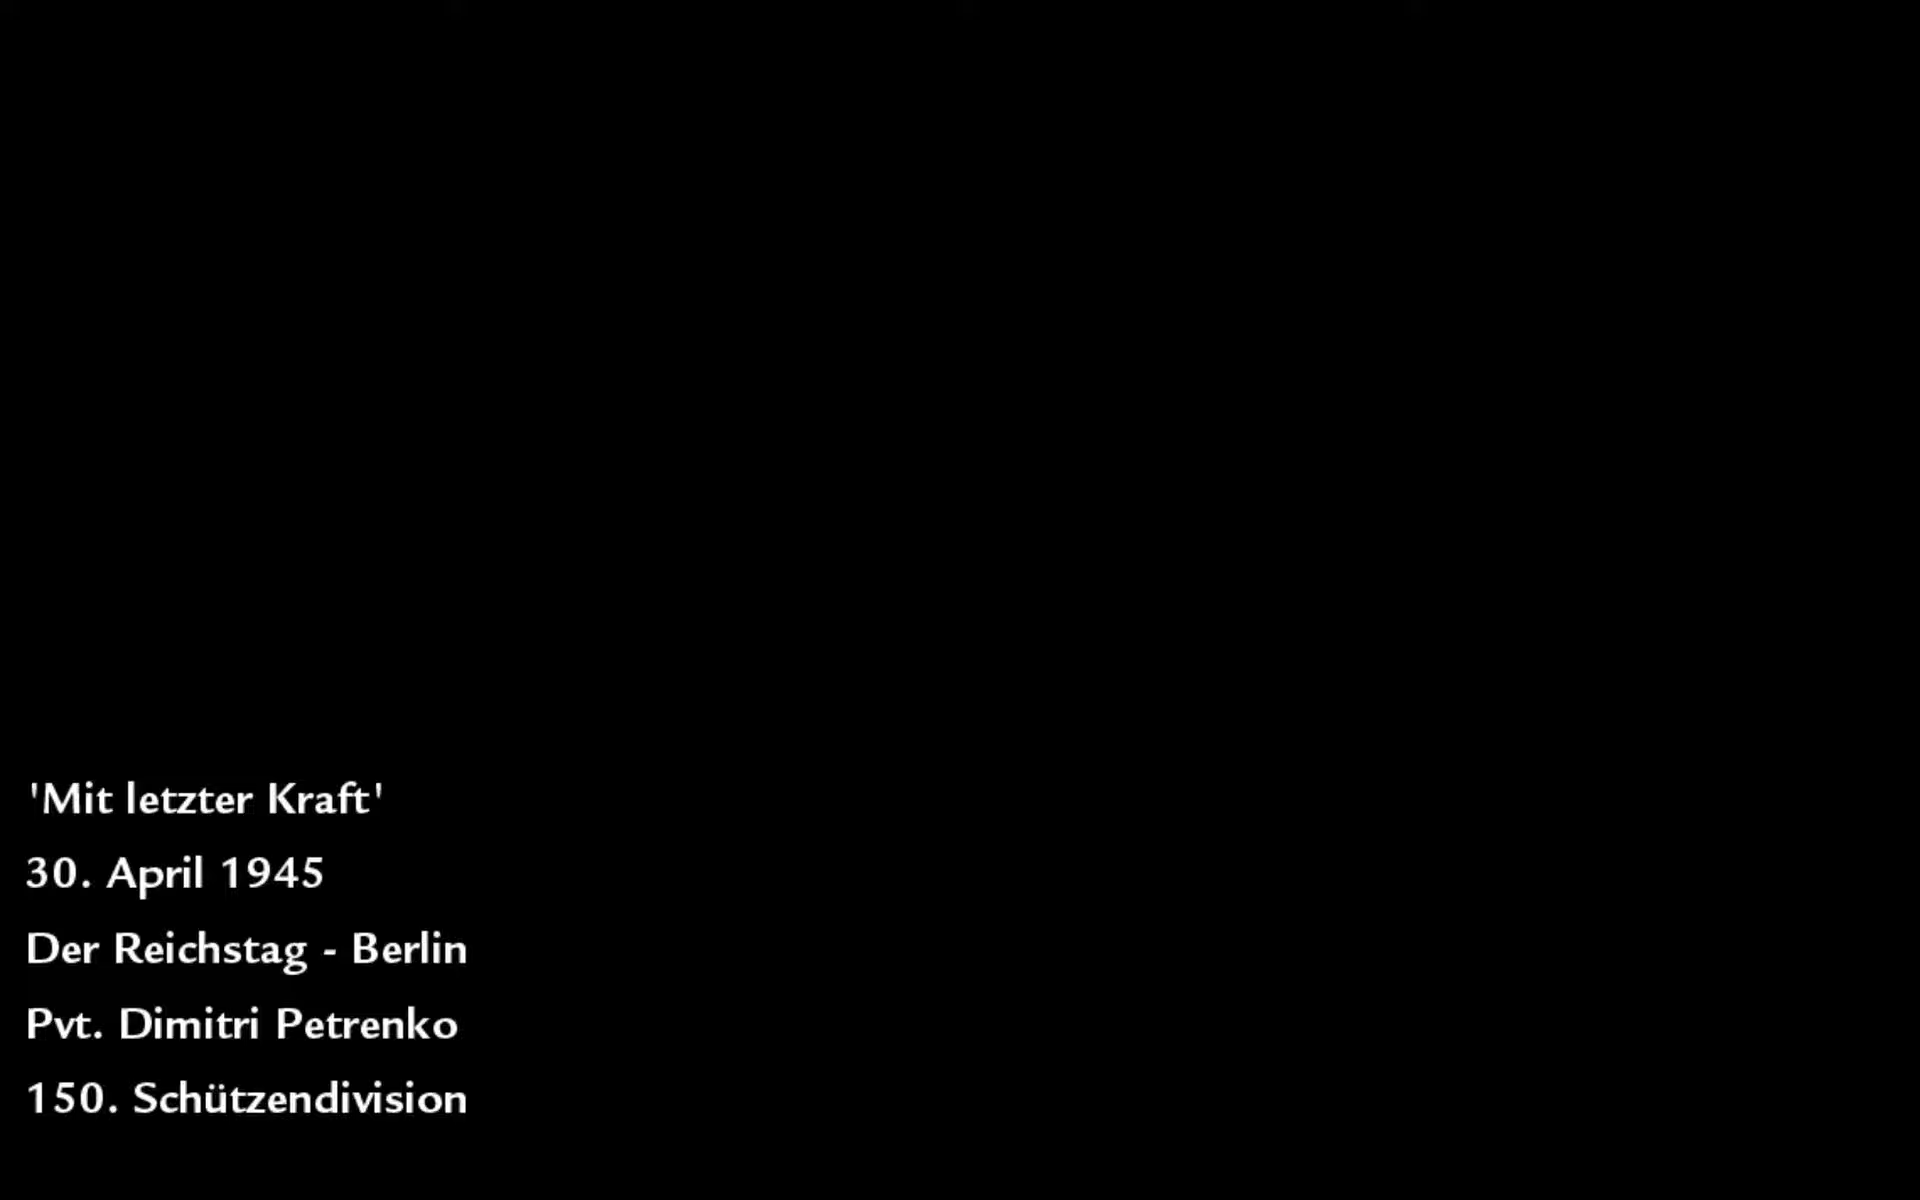 'Mit letzter Kraft'
30. April 1945
Der Reichstag - Berlin
Pvt. Dimitri Petrenko
150. Schützendivision